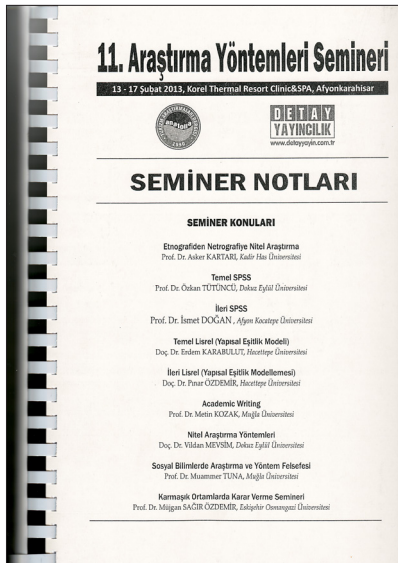 11. Araştırma Yöntemleri Semineri
13 - 17 Şubat 2013, Korel Thermal Resort Clinic&SPA, Afyonkarahisar
DETAY
YAYINCILIK
www.detayyayin.com.tr
SEMİNER NOTLARI
SEMİNER KONULARI
Etnografiden Netrografiye Nitel Araştırma
Prof. Dr. Asker KARTARI, Kadir Has Üniversitesi
Temel SPSS
Prof. Dr. Özkan TÜTÜNCÜ, Dokuz Eylül Üniversitesi
İleri SPSS
Prof. Dr. İsmet DOĞAN , Afyon Kocatepe Üniversitesi
Temel Lisrel (Yapısal Eşitlik Modeli)
Doç. Dr. Erdem KARABULUT, Hacettepe Üniversitesi
İleri Lisrel (Yapısal Eşitlik Modellemesi)
Doç. Dr. Pınar ÖZDEMİR, Hacettepe Üniversitesi
Academic Writing
Prof. Dr. Metin KOZAK, Muğla Üniversitesi
Nitel Araştırma Yöntemleri
Doç. Dr. Vildan MEVSİM, Dokuz Eylül Üniversitesi
Sosyal Bilimlerde Araştırma ve Yöntem Felsefesi
Prof. Dr. Muammer TUNA, Muğla Üniversitesi
Karmaşık Ortamlarda Karar Verme Semineri
Prof. Dr. Müjgan SAĞIR ÖZDEMİR, Eskişehir Osmangazi Üniversitesi